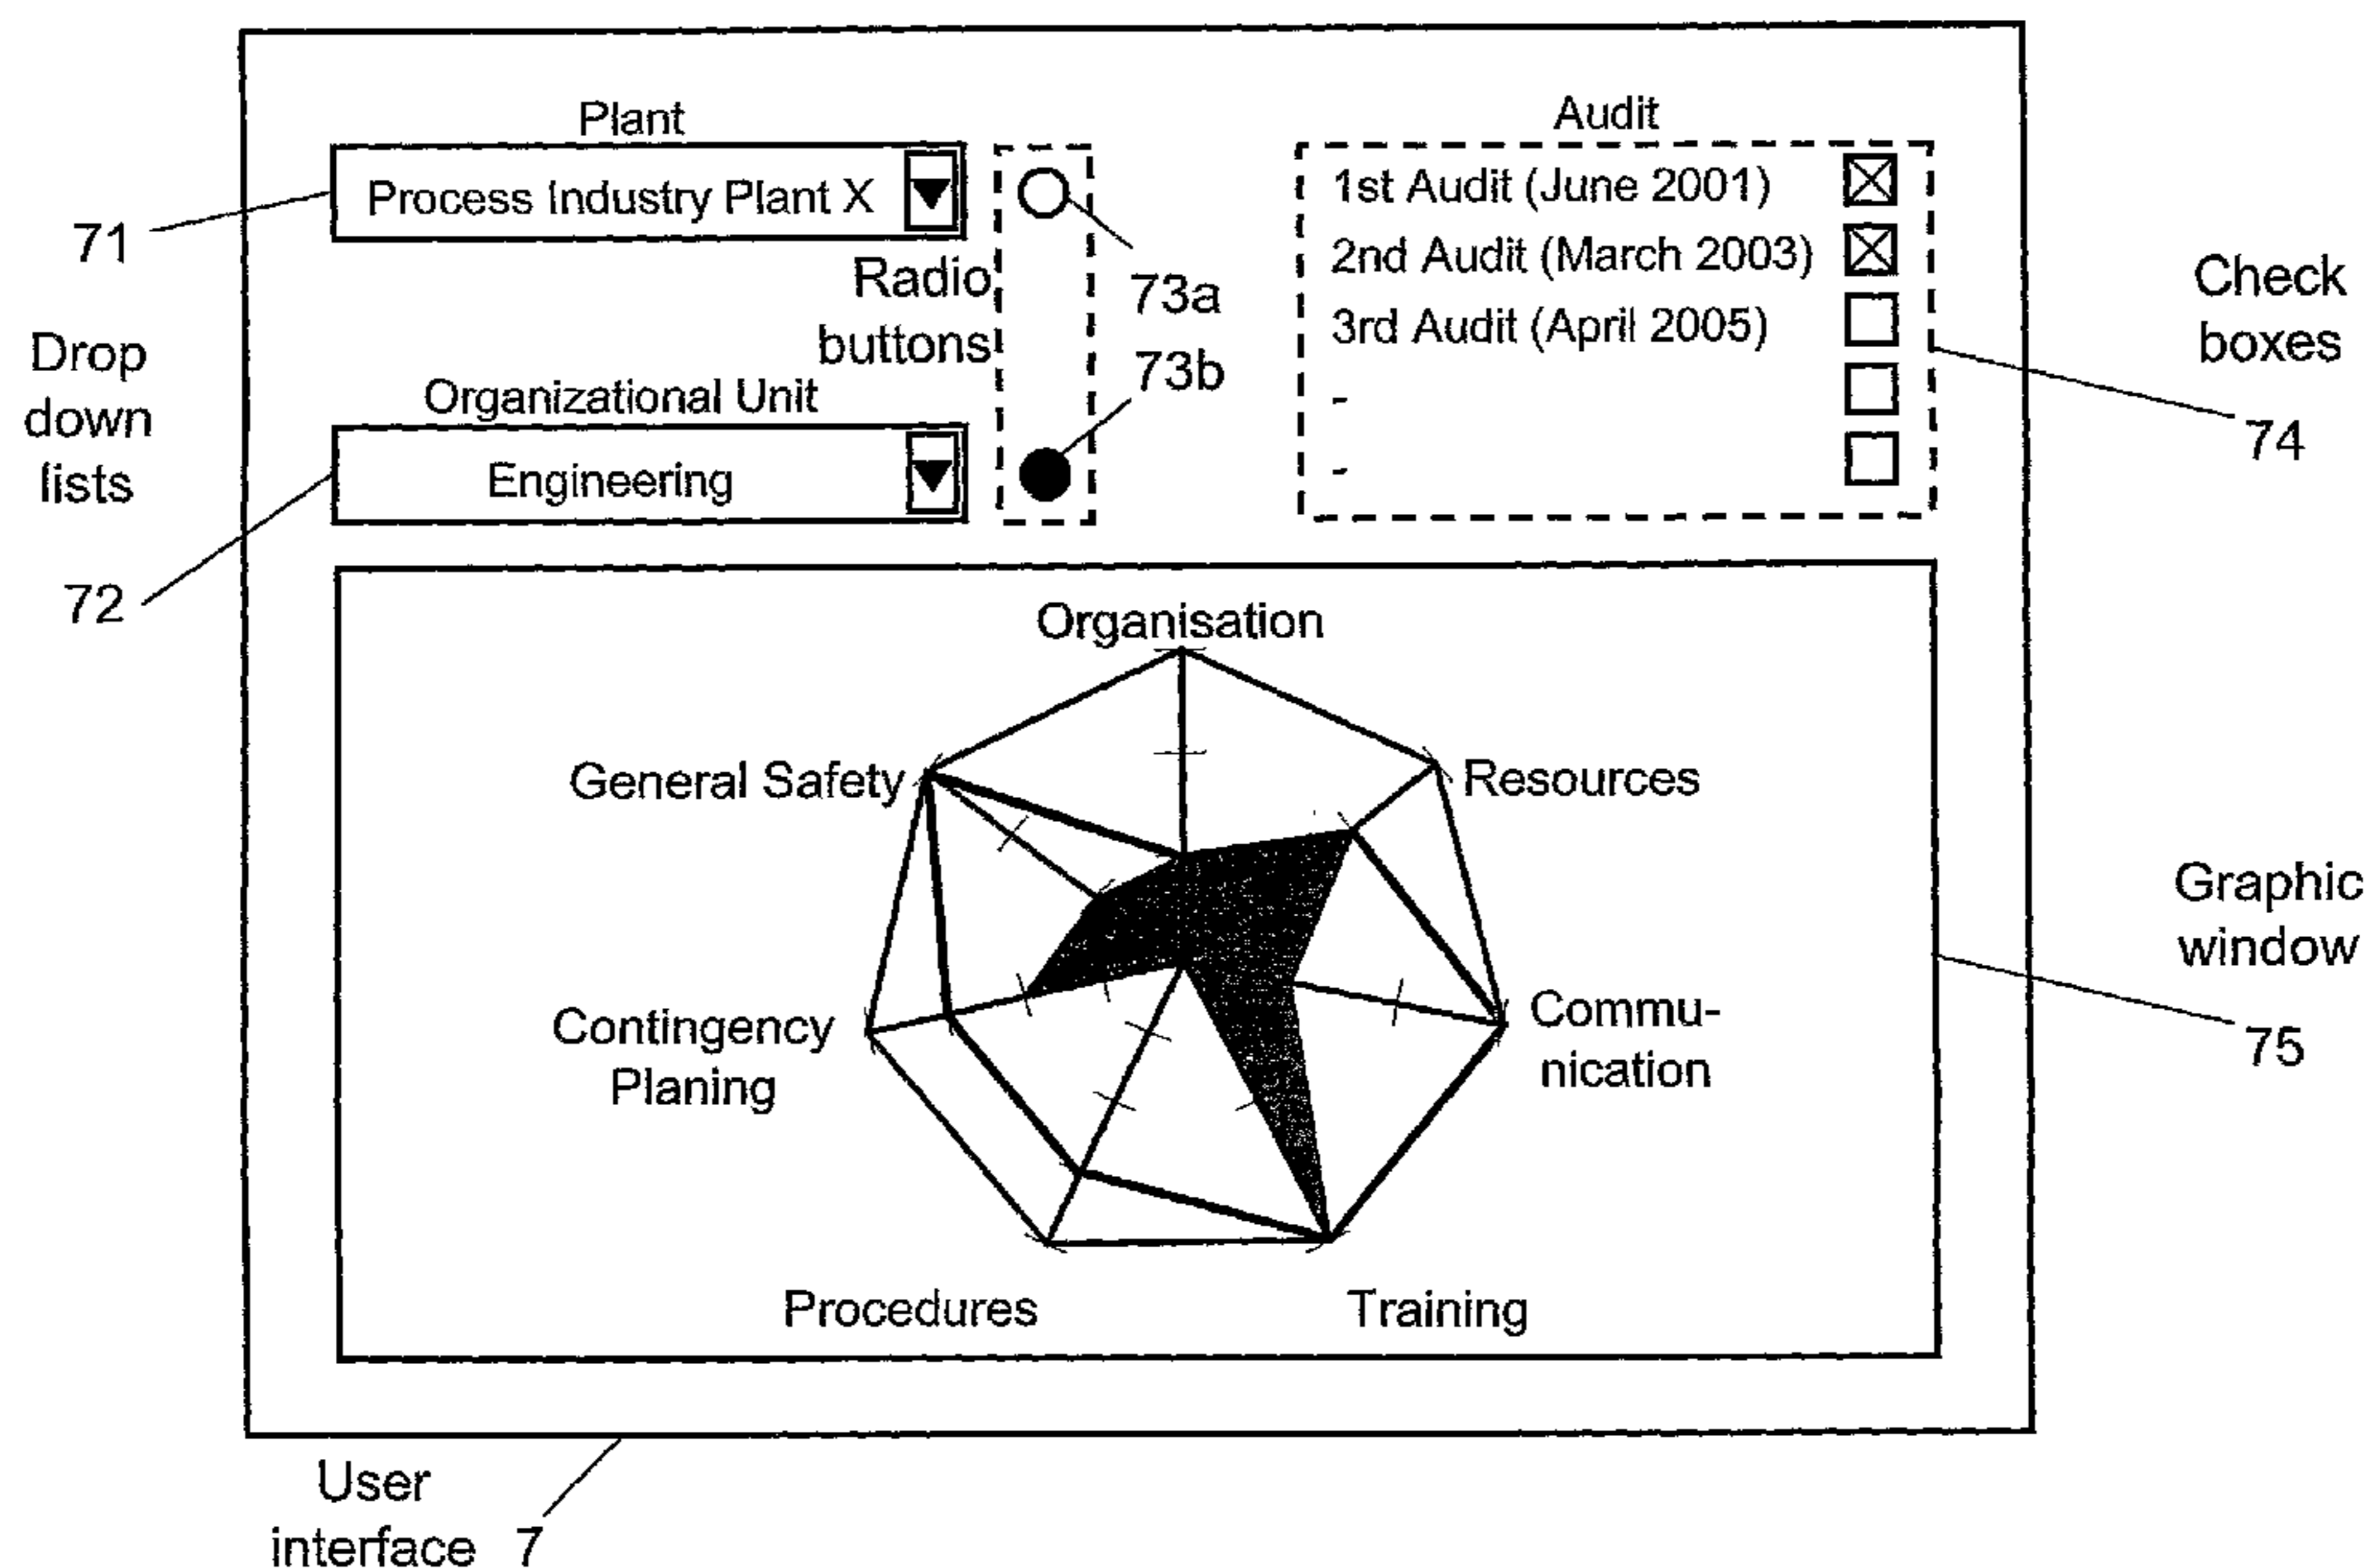 Plant
Audit
Process Industry Plant X
1st Audit (June 2001)
71
2nd Audit (March 2003)
Radio
buttons
73a
3rd Audit (April 2005)
Check
boxes
Drop
down
lists
73b
-
Organizational Unit
74
-
Engineering
72
Organisation
General Safety
Resources
Graphic
window
Contingency
Planing
Commu-
nication
75
Procedures
Training
User
interface 7